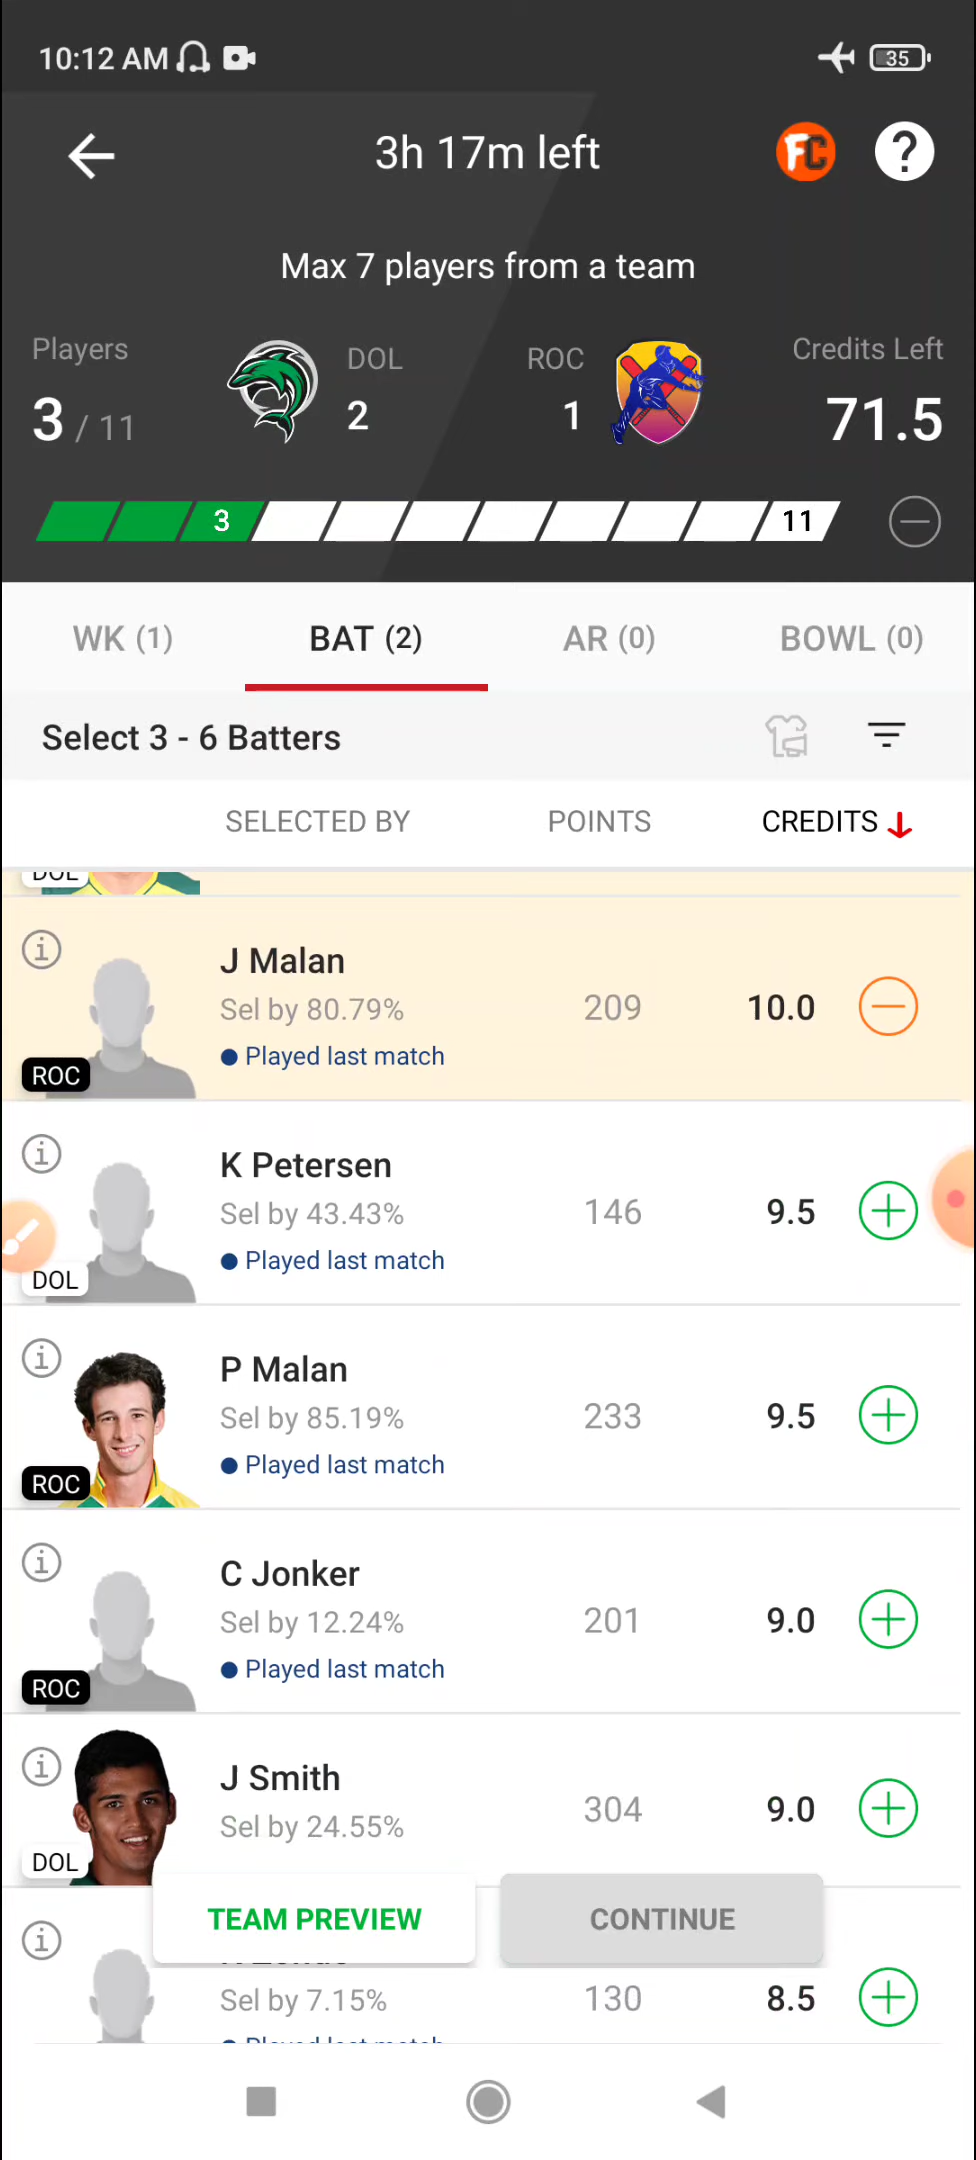 10:12 AM 35
3h 17m left FC ?
Max 7 players from a team
Players DOL ROC Credits Left
3 / 11 2 1 71.5
3 11
WK (1) BAT (2) AR (0) BOWL (0)
Select 3 - 6 Batters
SELECTED BY POINTS CREDITS
DOL
J Malan
Sel by 80.79% 209 10.0
Played last match
ROC
K Petersen
Sel by 43.43% 146 9.5
Played last match
DOL
P Malan
Sel by 85.19% 233 9.5
Played last match
ROC
C Jonker
Sel by 12.24% 201 9.0
Played last match
ROC
J Smith
Sel by 24.55% 304 9.0
DOL
TEAM PREVIEW CONTINUE
Sel by 7.15% 130 8.5
Played last match